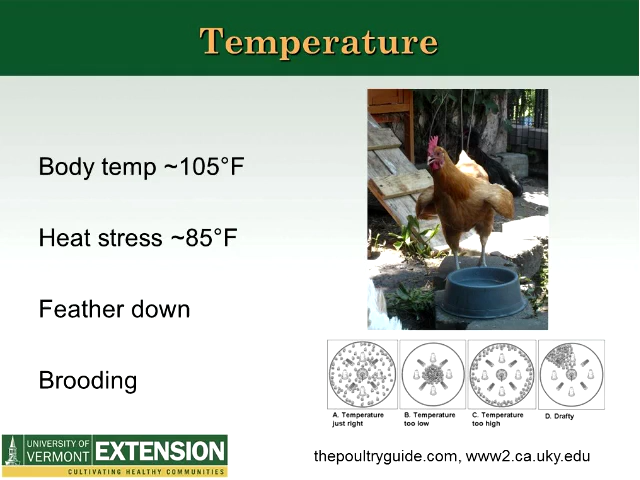 Temperature
Body temp ~105°F
Heat stress ~85°F
Feather down
Brooding
A. Temperature
just right
B. Temperature
too low
C. Temperature
too high
D. Drafty
UNIVERSITY OF
VERMONT
EXTENSION
CULTIVATING HEALTHY COMMUNITIES
thepoultryguide.com, www2.ca.uky.edu